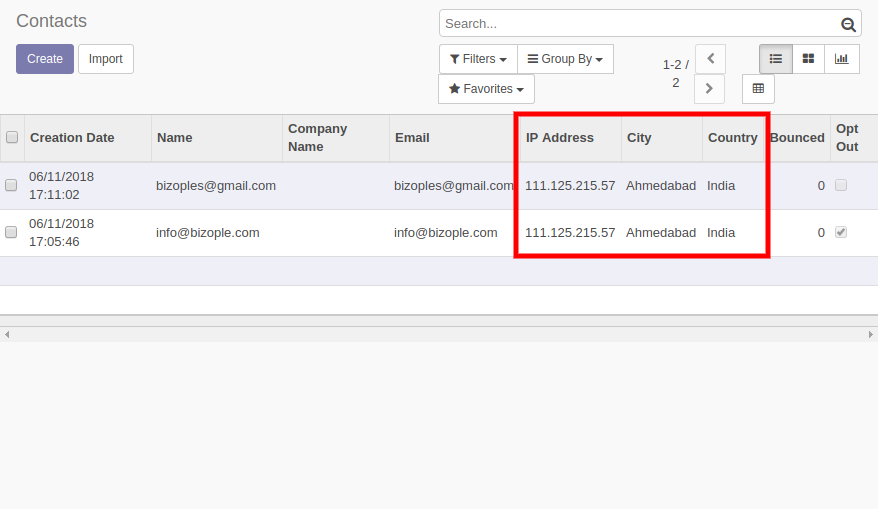 Contacts
Search...
Create Import
Filters Group By
1-2 / 2
Favorites
Creation Date Name Company Name Email IP Address City Country Bounced Opt Out
06/11/2018 17:11:02 bizoples@gmail.com bizoples@gmail.com 111.125.215.57 Ahmedabad India 0
06/11/2018 17:05:46 info@bizople.com info@bizople.com 111.125.215.57 Ahmedabad India 0